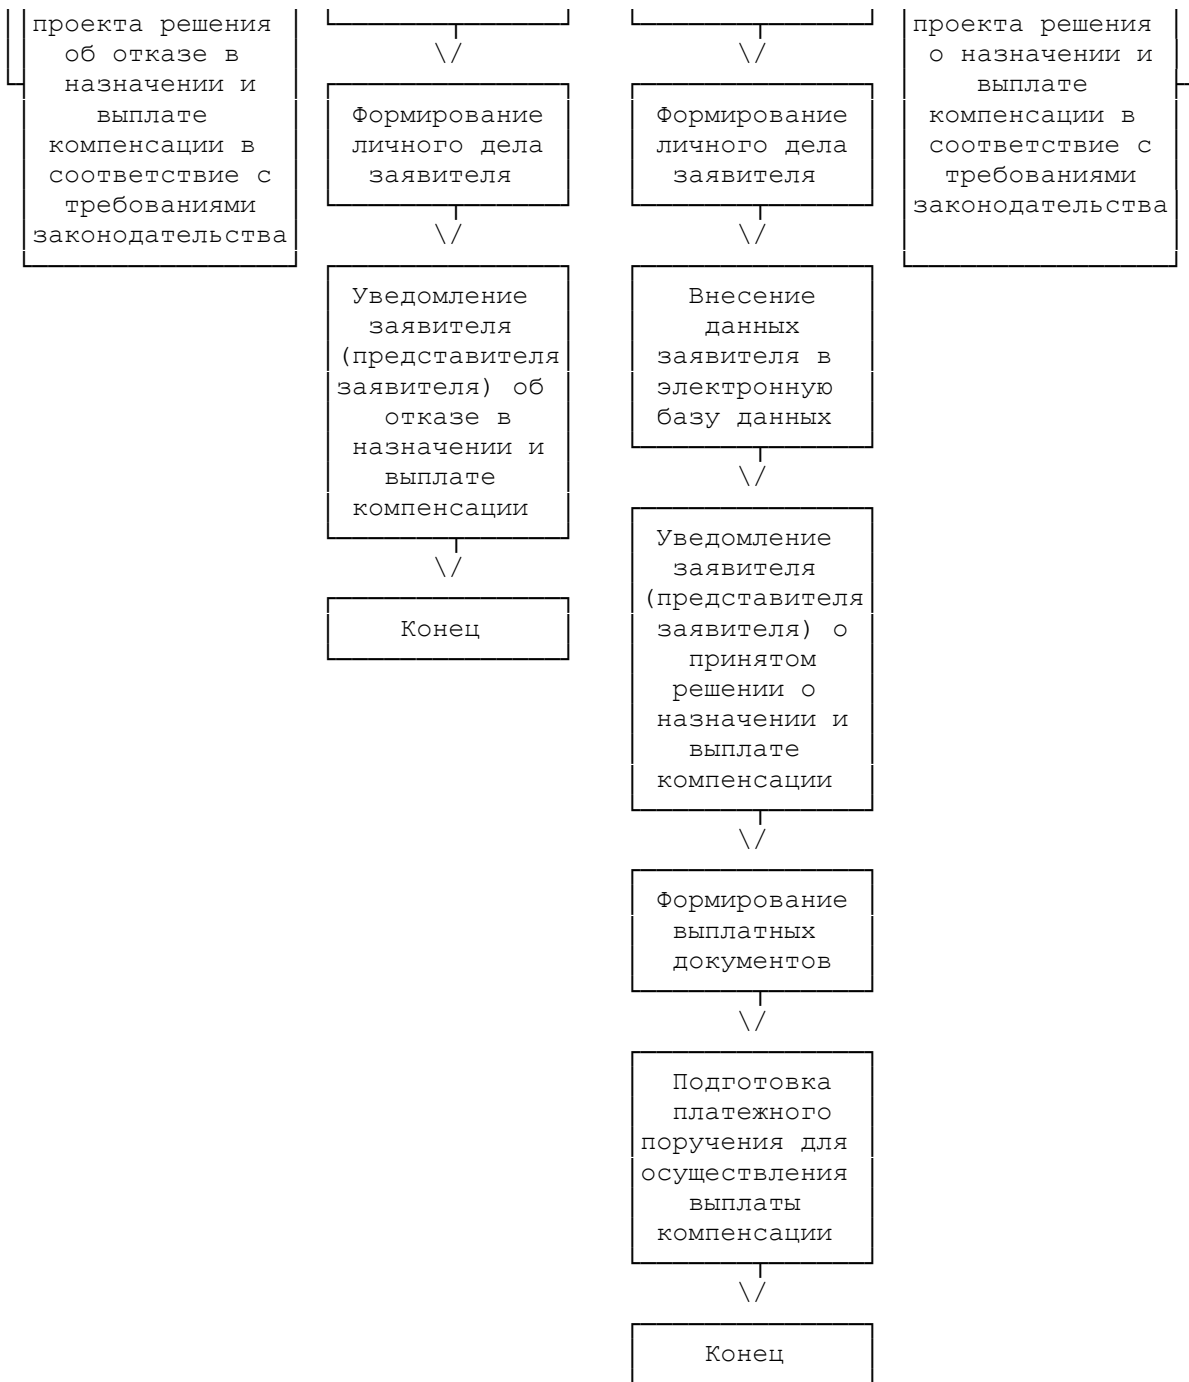 проекта решения
об отказе в
назначении и
выплате
компенсации в
соответствие с
требованиями
законодательства
\/
Формирование
личного дела
заявителя
\/
Уведомление
заявителя
(представителя
заявителя) об
отказе в
назначении и
выплате
компенсации
\/
Конец
\/
Формирование
личного дела
заявителя
\/
Внесение
данных
заявителя в
электронную
базу данных
\/
Уведомление
заявителя
(представителя
заявителя) о
принятом
решении о
назначении и
выплате
компенсации
\/
Формирование
выплатных
документов
\/
Подготовка
платежного
поручения для
осуществления
выплаты
компенсации
\/
Конец
проекта решения
о назначении и
выплате
компенсации в
соответствие с
требованиями
законодательства